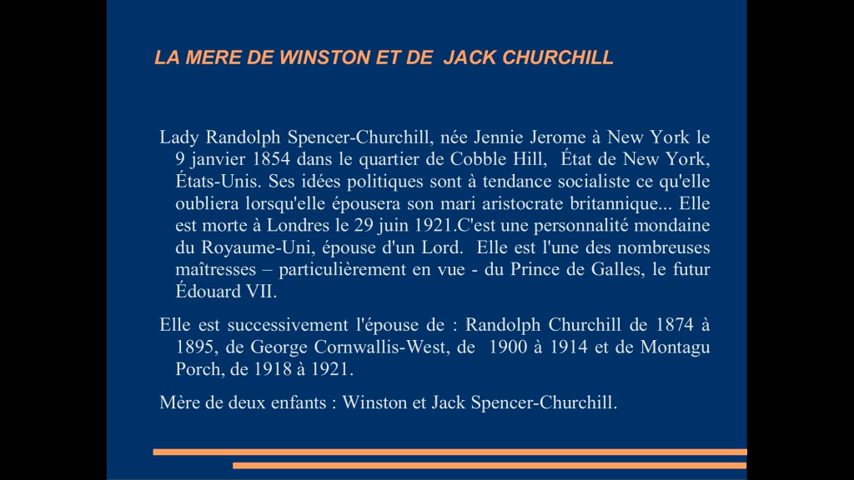 LA MERE DE WINSTON ET DE JACK CHURCHILL
Lady Randolph Spencer-Churchill, née Jennie Jerome à New York le
9 janvier 1854 dans le quartier de Cobble Hill, État de New York,
États-Unis. Ses idées politiques sont à tendance socialiste ce qu'elle
oubliera lorsqu'elle épousera son mari aristocrate britannique... Elle
est morte à Londres le 29 juin 1921.C'est une personnalité mondaine
du Royaume-Uni, épouse d'un Lord. Elle est l'une des nombreuses
maîtresses – particulièrement en vue - du Prince de Galles, le futur
Édouard VII.
Elle est successivement l'épouse de : Randolph Churchill de 1874 à
1895, de George Cornwallis-West, de 1900 à 1914 et de Montagu
Porch, de 1918 à 1921.
Mère de deux enfants : Winston et Jack Spencer-Churchill.